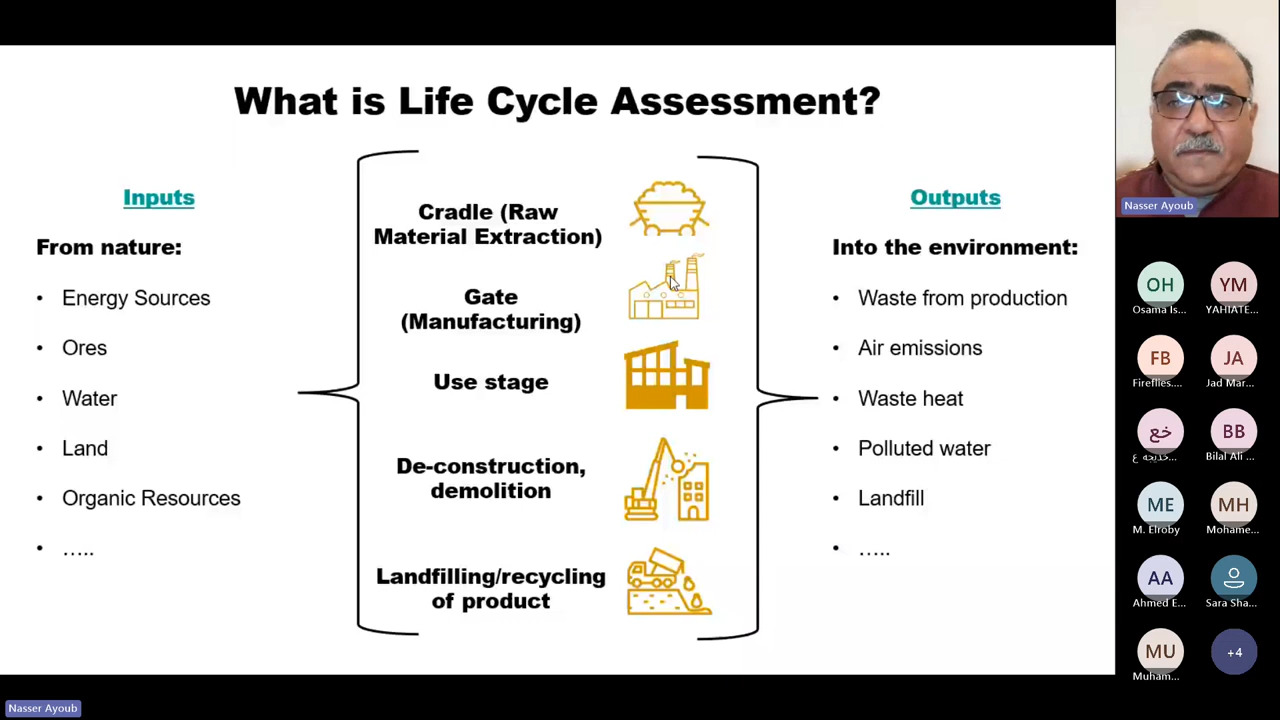 What is Life Cycle Assessment?
Inputs
From nature:
• Energy Sources
• Ores
• Water
• Land
• Organic Resources
• …..
Cradle (Raw
Material Extraction)
Gate
(Manufacturing)
Use stage
De-construction,
demolition
Landfilling/recycling
of product
Outputs
Into the environment:
• Waste from production
• Air emissions
• Waste heat
• Polluted water
• Landfill
• …..
Nasser Ayoub
OH
Osama Is...
YM
YAHIATE...
FB
Fireflies....
JA
Jad Mar...
خع
خديجه ع...
BB
Bilal Ali ...
ME
M. Elroby
MH
Mohame...
AA
Ahmed E...
Sara Sha...
MU
Muham...
+4
Nasser Ayoub